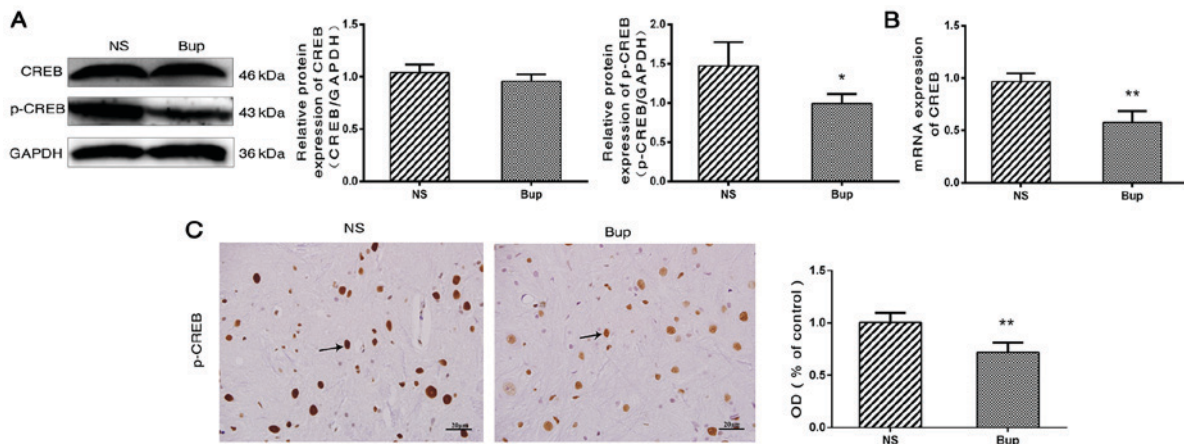 A
NS Bup
CREB 46 kDa
p-CREB 43 kDa
GAPDH 36 kDa
Relative protein
expression of CREB
(CREB/GAPDH)
1.5
1.0
0.5
0.0
NS Bup
Relative protein
expression of p-CREB
(p-CREB/GAPDH)
2.0
1.5
1.0
0.5
0.0
*
NS Bup
B
mRNA expression
of CREB
1.5
1.0
0.5
0.0
**
NS Bup
C
NS Bup
p-CREB
20μm
20μm
OD ( % of control)
1.5
1.0
0.5
0.0
**
NS Bup